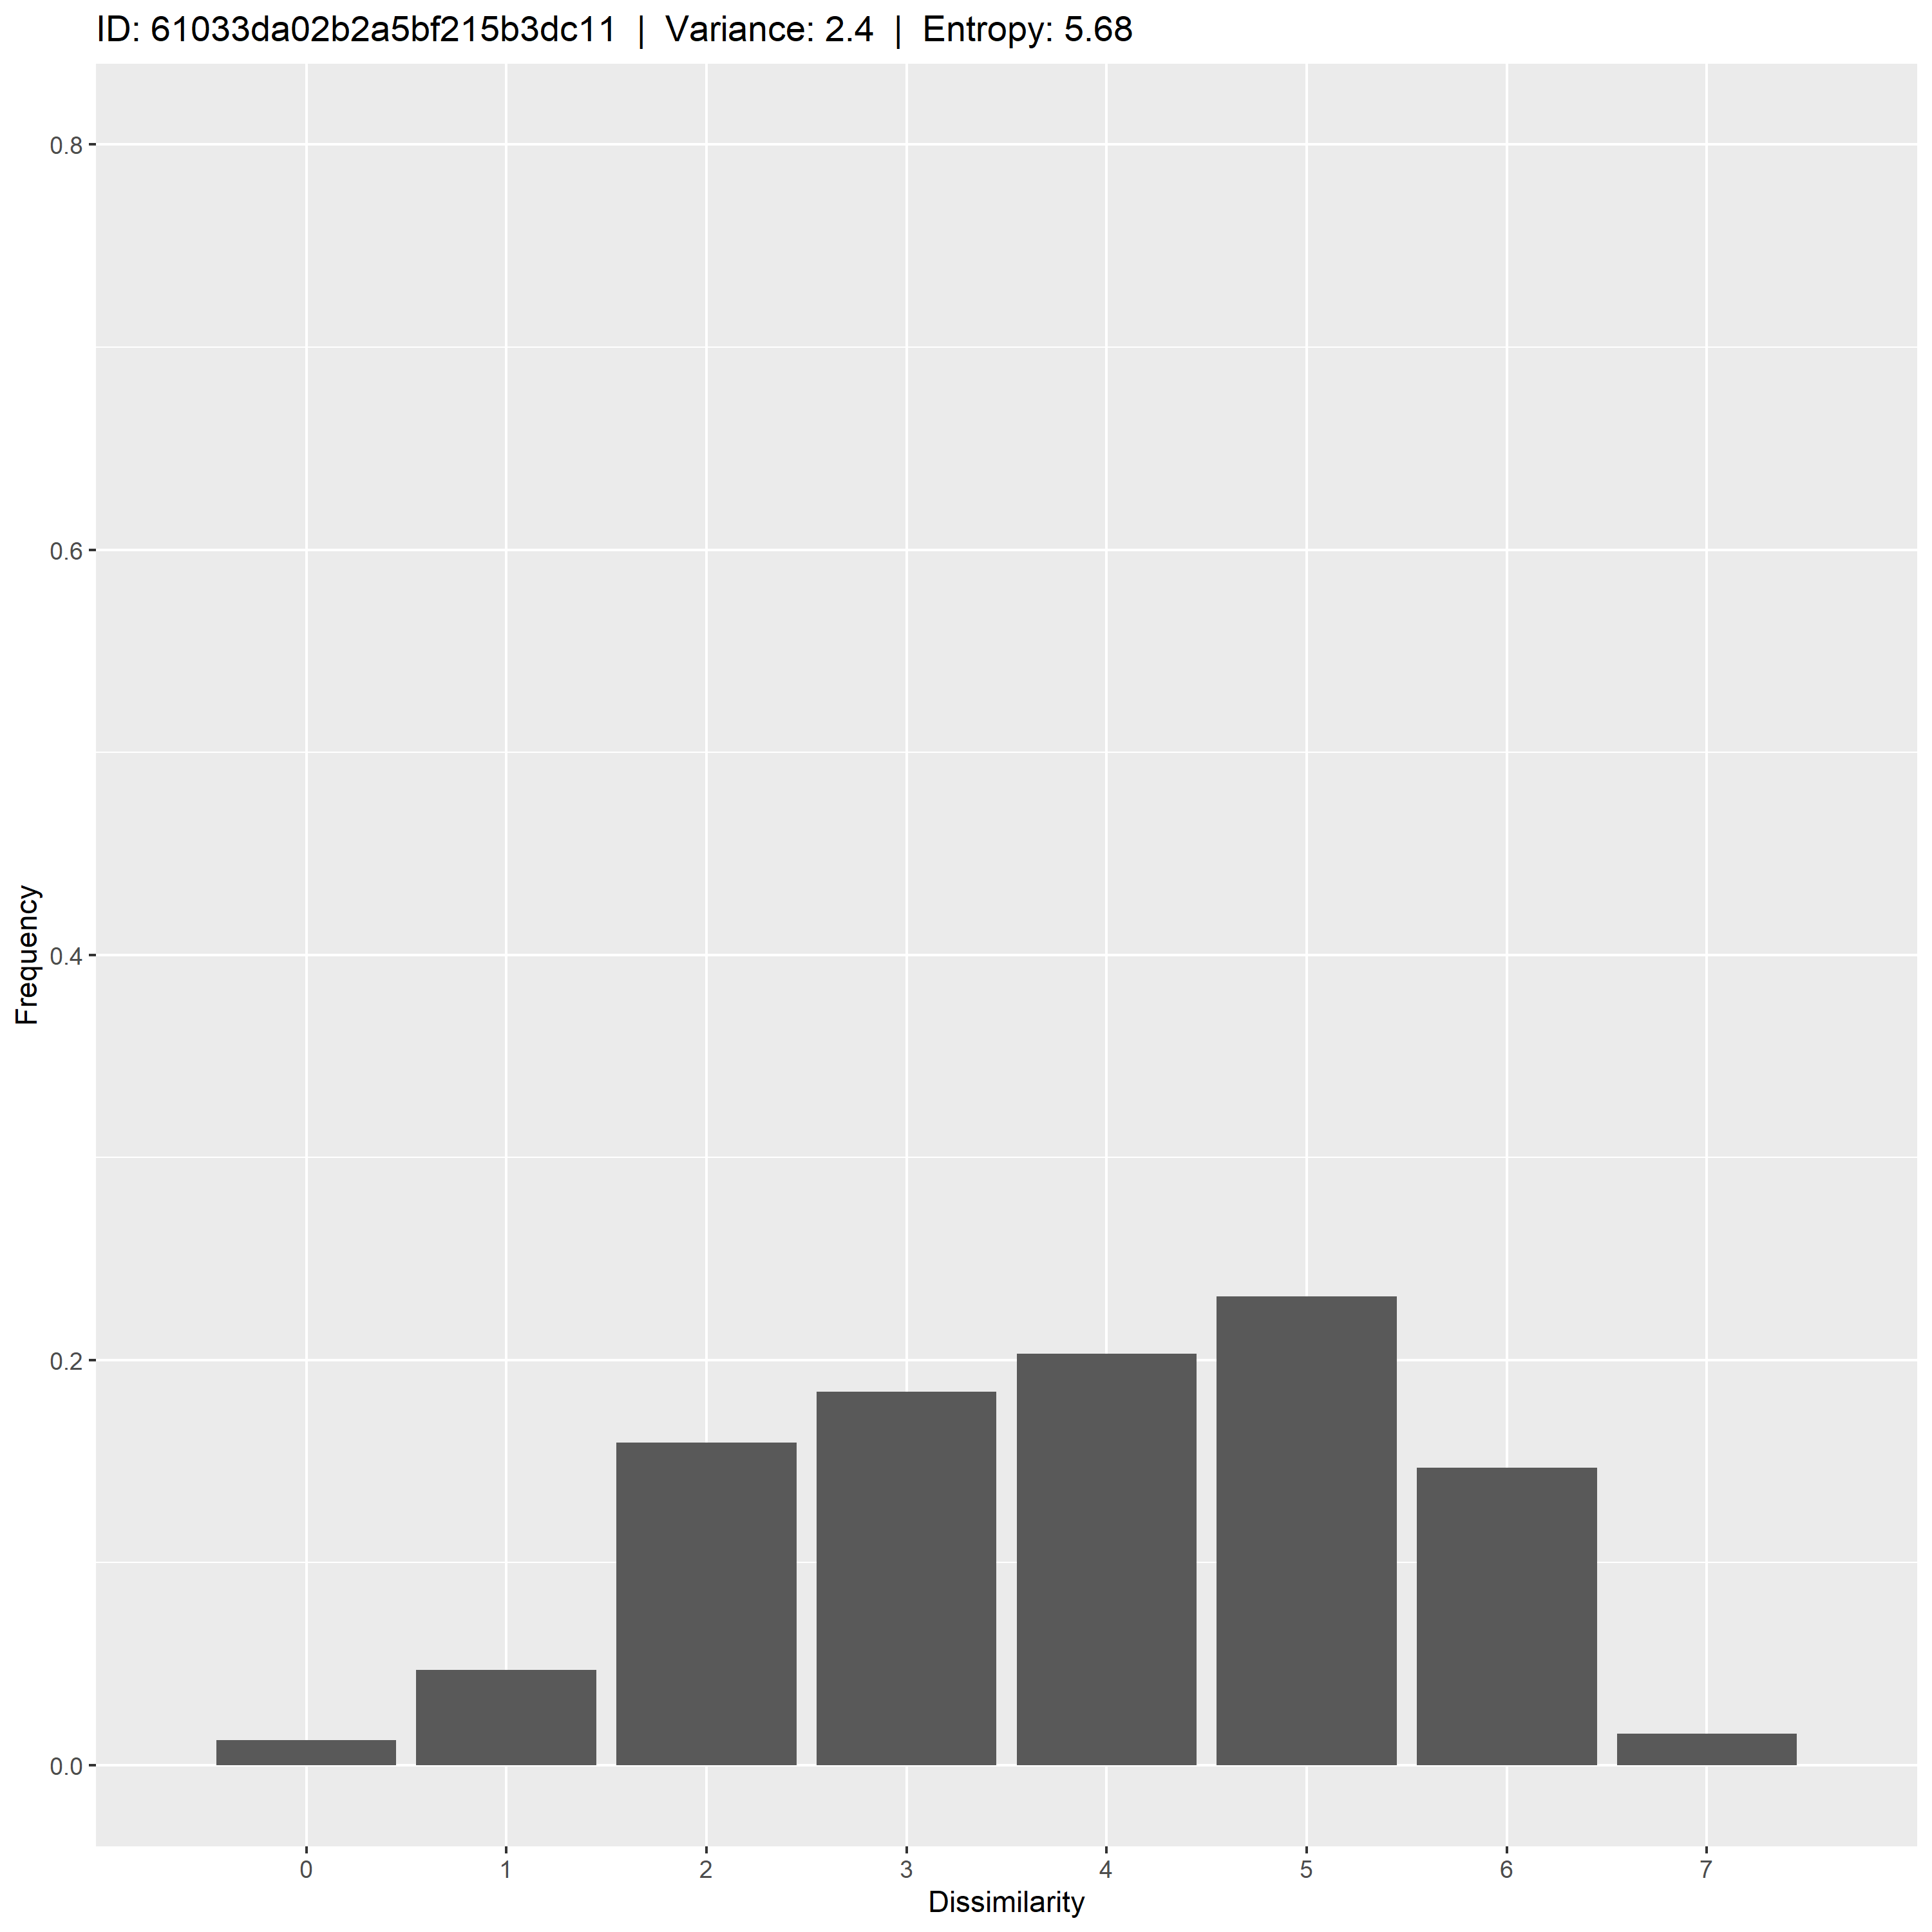 ID: 61033da02b2a5bf215b3dc11 | Variance: 2.4 | Entropy: 5.68
0.8
0.6
0.4
0.2
0.0
Frequency
0 1 2 3 4 5 6 7
Dissimilarity